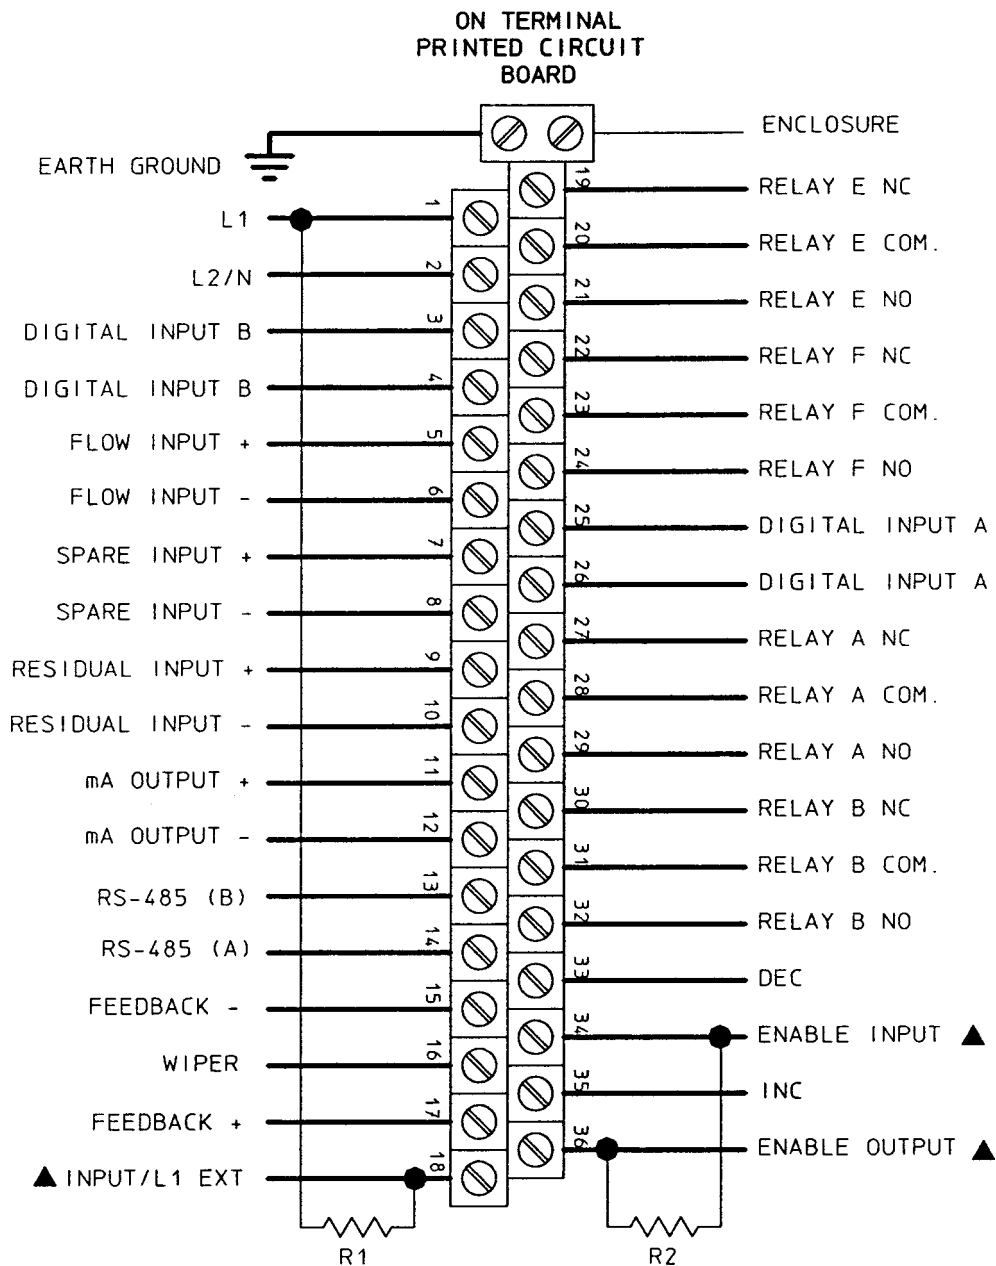 ON TERMINAL
PRINTED CIRCUIT
BOARD
ENCLOSURE
EARTH GROUND
L1
L2/N
DIGITAL INPUT B
DIGITAL INPUT B
FLOW INPUT +
FLOW INPUT -
SPARE INPUT +
SPARE INPUT -
RESIDUAL INPUT +
RESIDUAL INPUT -
mA OUTPUT +
mA OUTPUT -
RS-485 (B)
RS-485 (A)
FEEDBACK -
WIPER
FEEDBACK +
▲ INPUT/L1 EXT
1
2
3
4
5
6
7
8
9
10
11
12
13
14
15
16
17
18
19
20
21
22
23
24
25
26
27
28
29
30
31
32
33
34
35
36
RELAY E NC
RELAY E COM.
RELAY E NO
RELAY F NC
RELAY F COM.
RELAY F NO
DIGITAL INPUT A
DIGITAL INPUT A
RELAY A NC
RELAY A COM.
RELAY A NO
RELAY B NC
RELAY B COM.
RELAY B NO
DEC
ENABLE INPUT ▲
INC
ENABLE OUTPUT ▲
R1
R2